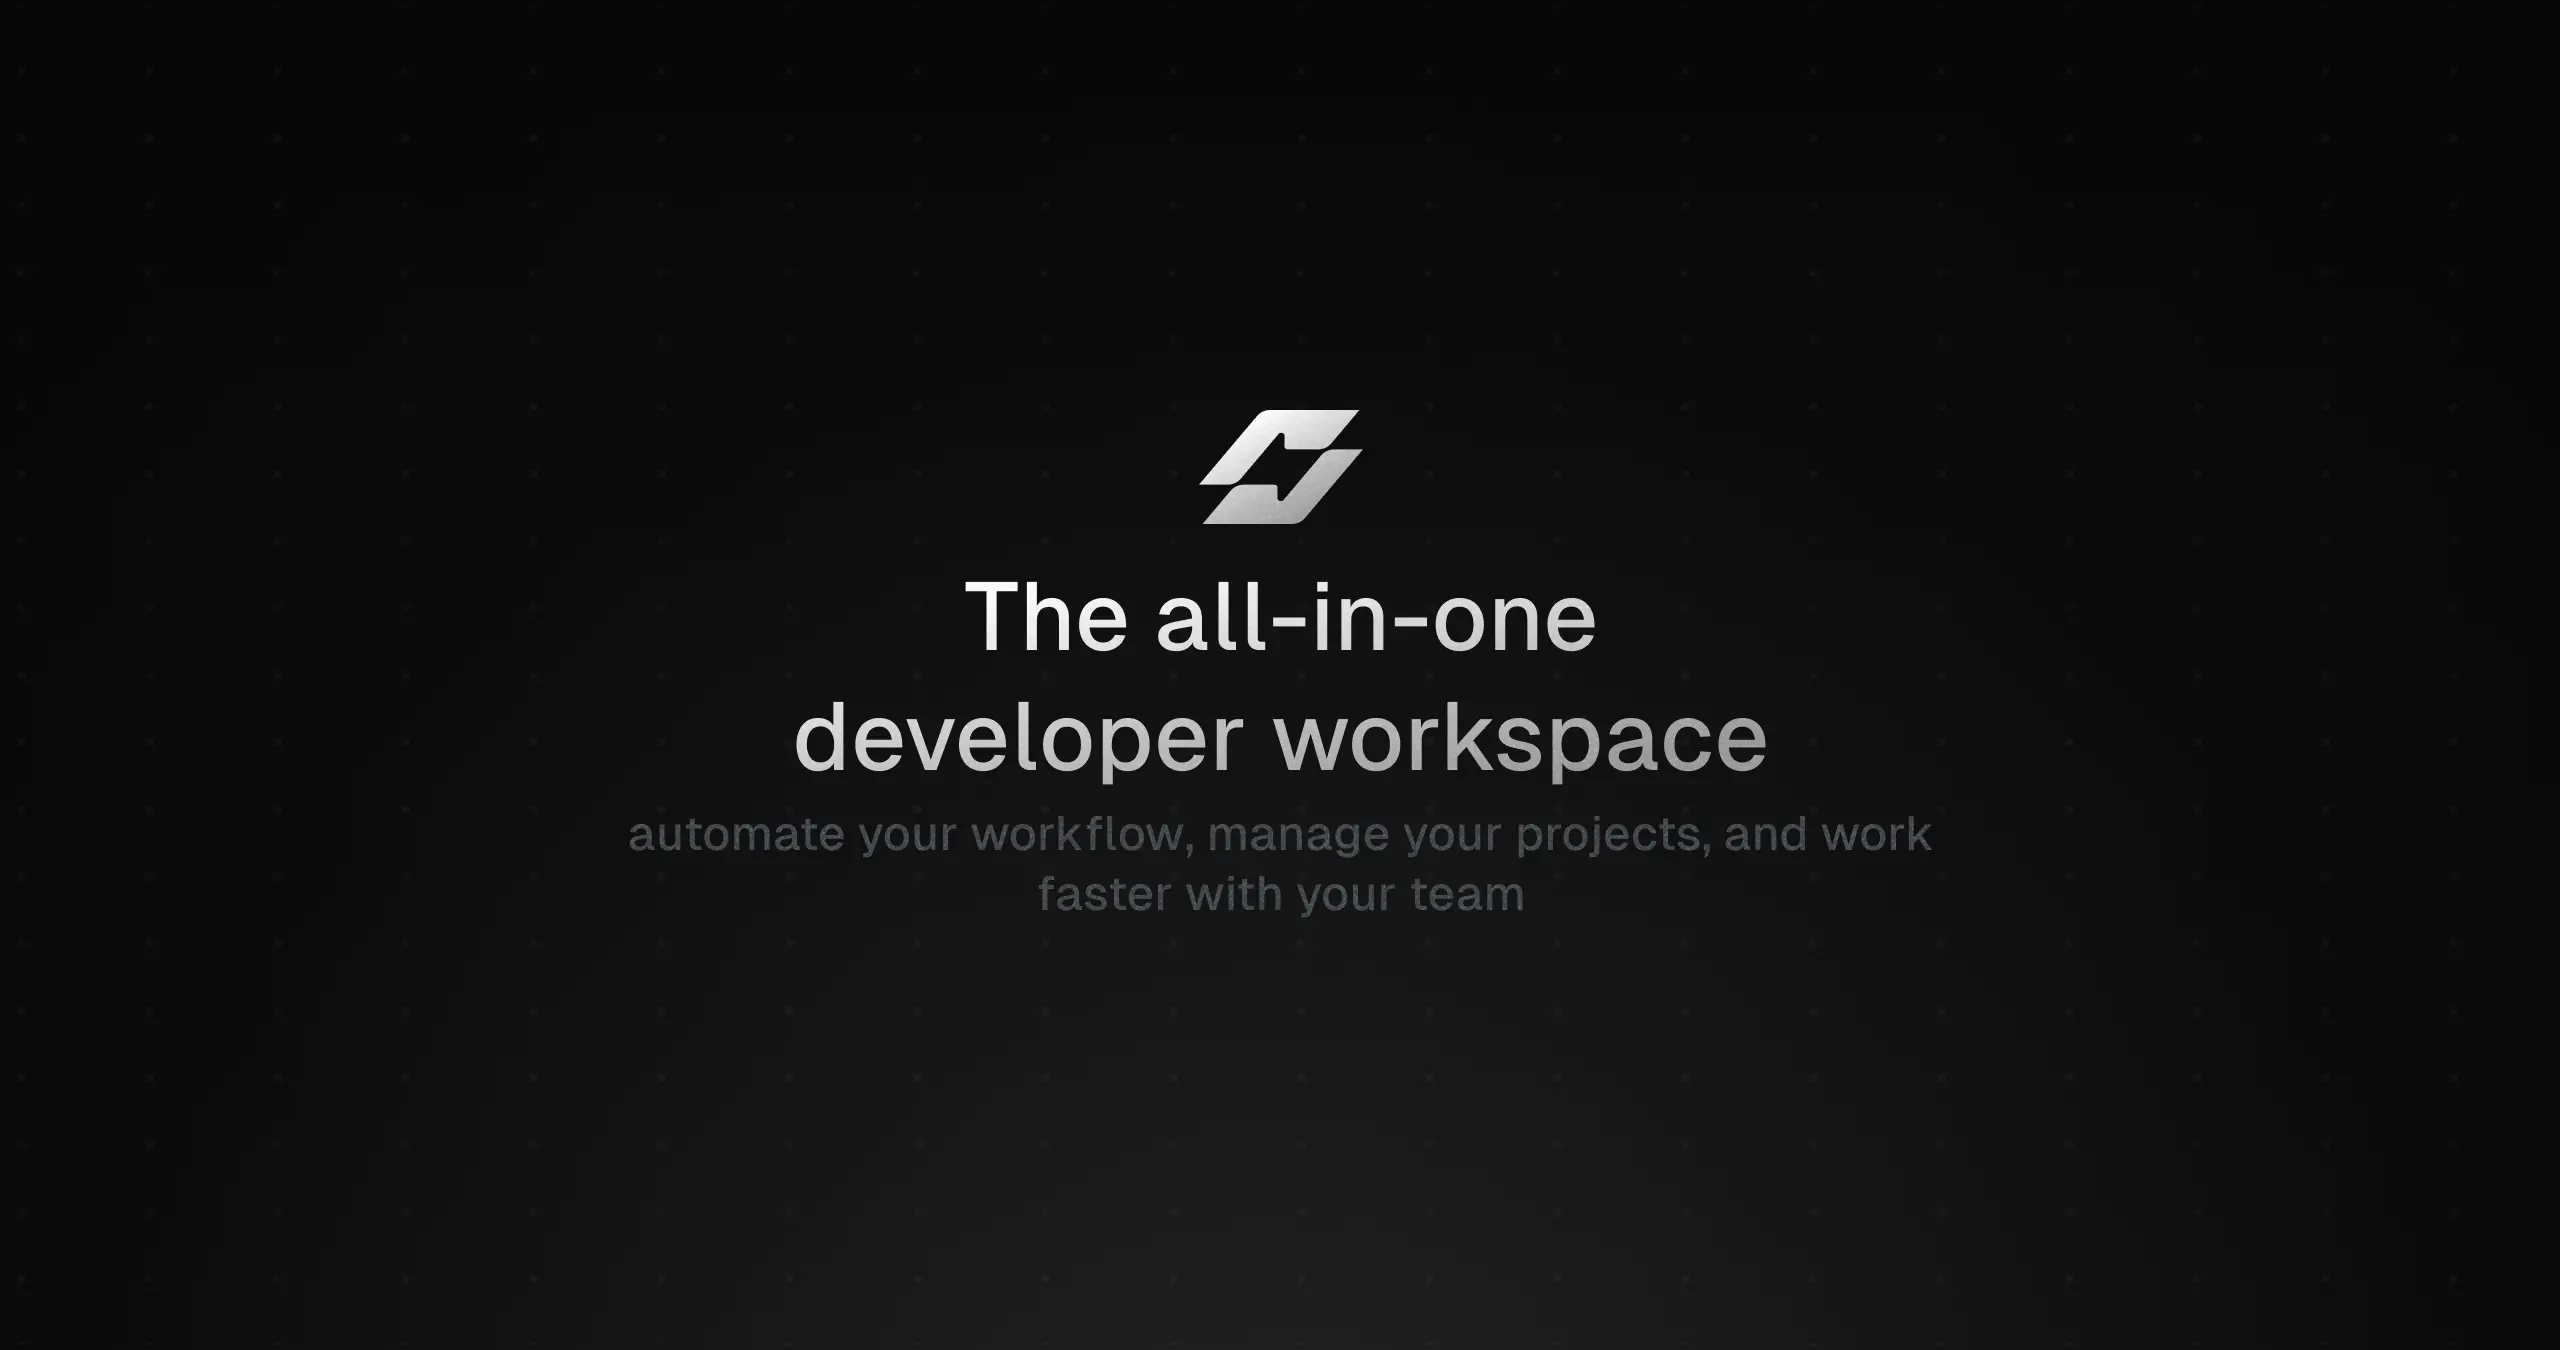 The all-in-one
developer workspace
automate your workflow, manage your projects, and work
faster with your team